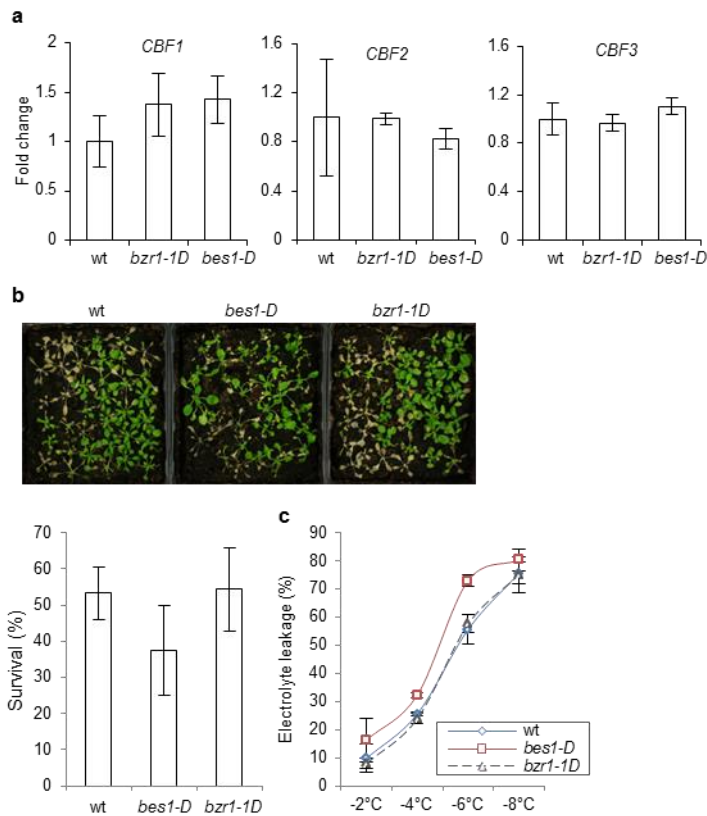 a
CBF1
CBF2
CBF3
Fold change
2
1.5
1
0.5
0
wt
bzr1-1D
bes1-D
1.6
1.2
0.8
0.4
0
wt
bzr1-1D
bes1-D
1.6
1.2
0.8
0.4
0
wt
bzr1-1D
bes1-D
b
wt
bes1-D
bzr1-1D
Survival (%)
70
60
50
40
30
20
10
0
wt
bes1-D
bzr1-1D
c
Electrolyte leakage (%)
90
80
70
60
50
40
30
20
10
0
-2°C
-4°C
-6°C
-8°C
wt
bes1-D
bzr1-1D